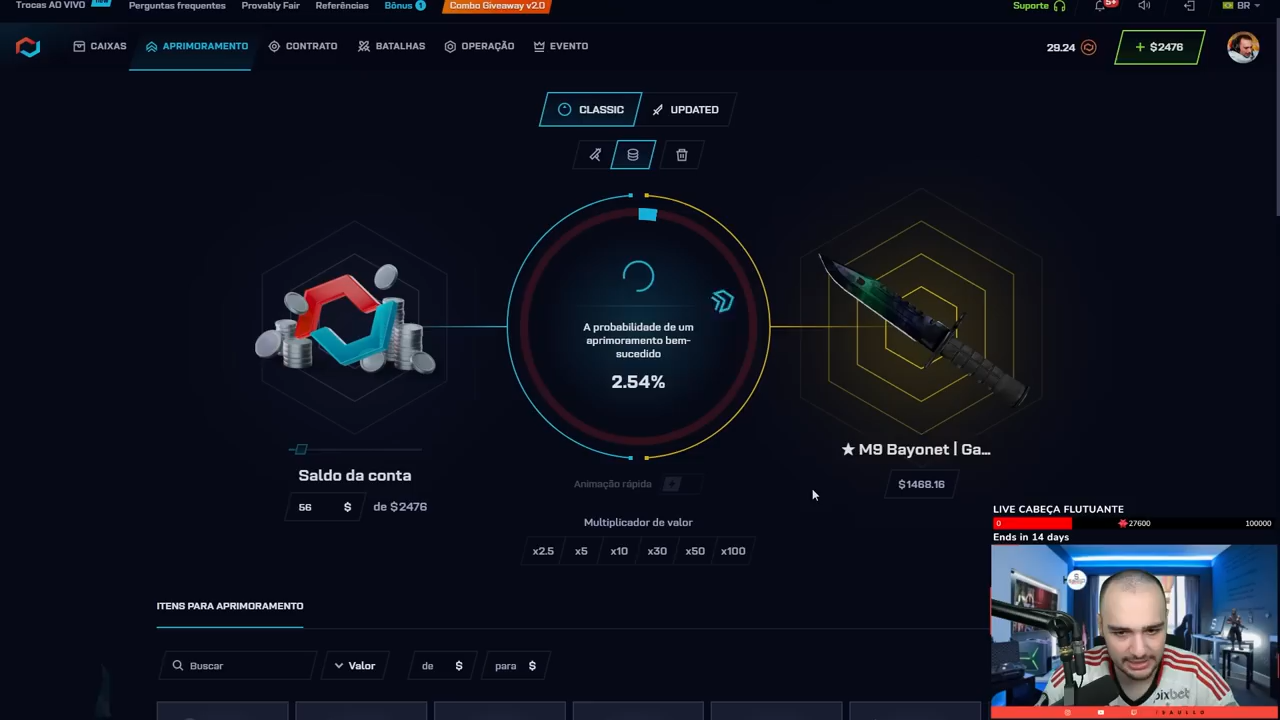 Trocas AO VIVO
Perguntas frequentes
Provably Fair
Referências
Bônus 1
Combo Giveaway v2.0
Suporte
5+
BR
CAIXAS
APRIMORAMENTO
CONTRATO
BATALHAS
OPERAÇÃO
EVENTO
29.24
+ $2476
CLASSIC
UPDATED
A probabilidade de um
aprimoramento bem-
sucedido
2.54%
Saldo da conta
56 $ de $2476
★ M9 Bayonet | Ga...
$1468.16
Animação rápida
Multiplicador de valor
x2.5 x5 x10 x30 x50 x100
ITENS PARA APRIMORAMENTO
Buscar
Valor
de $
para $
LIVE CABEÇA FLUTUANTE
0 27600 100000
Ends in 14 days
pixbet